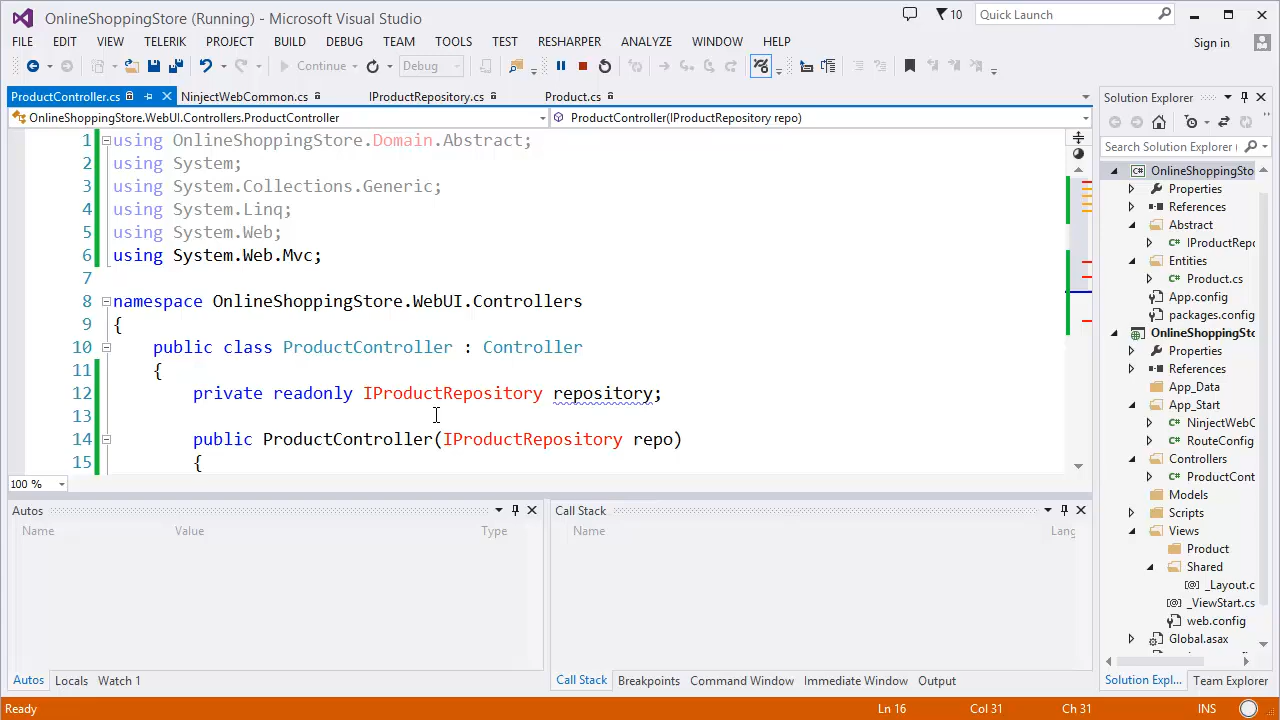 OnlineShoppingStore (Running) - Microsoft Visual Studio
10
Quick Launch
FILE EDIT VIEW TELERIK PROJECT BUILD DEBUG TEAM TOOLS TEST RESHARPER ANALYZE WINDOW HELP
Sign in
Continue
Debug
ProductController.cs NinjectWebCommon.cs IProductRepository.cs Product.cs
OnlineShoppingStore.WebUI.Controllers.ProductController
ProductController(IProductRepository repo)
1 using OnlineShoppingStore.Domain.Abstract;
2 using System;
3 using System.Collections.Generic;
4 using System.Linq;
5 using System.Web;
6 using System.Web.Mvc;
7
8 namespace OnlineShoppingStore.WebUI.Controllers
9 {
10 public class ProductController : Controller
11 {
12 private readonly IProductRepository repository;
13
14 public ProductController(IProductRepository repo)
15 {
100 %
Solution Explorer
Search Solution Explorer
OnlineShoppingSto
Properties
References
Abstract
IProductRepo
Entities
Product.cs
App.config
packages.config
OnlineShoppingSto
Properties
References
App_Data
App_Start
NinjectWebC
RouteConfig
Controllers
ProductCont
Models
Scripts
Views
Product
Shared
_Layout.c
_ViewStart.cs
web.config
Global.asax
Solution Expl... Team Explorer
Autos
Name Value Type
Autos Locals Watch 1
Call Stack
Name Lang
Call Stack Breakpoints Command Window Immediate Window Output
Ready Ln 16 Col 31 Ch 31 INS